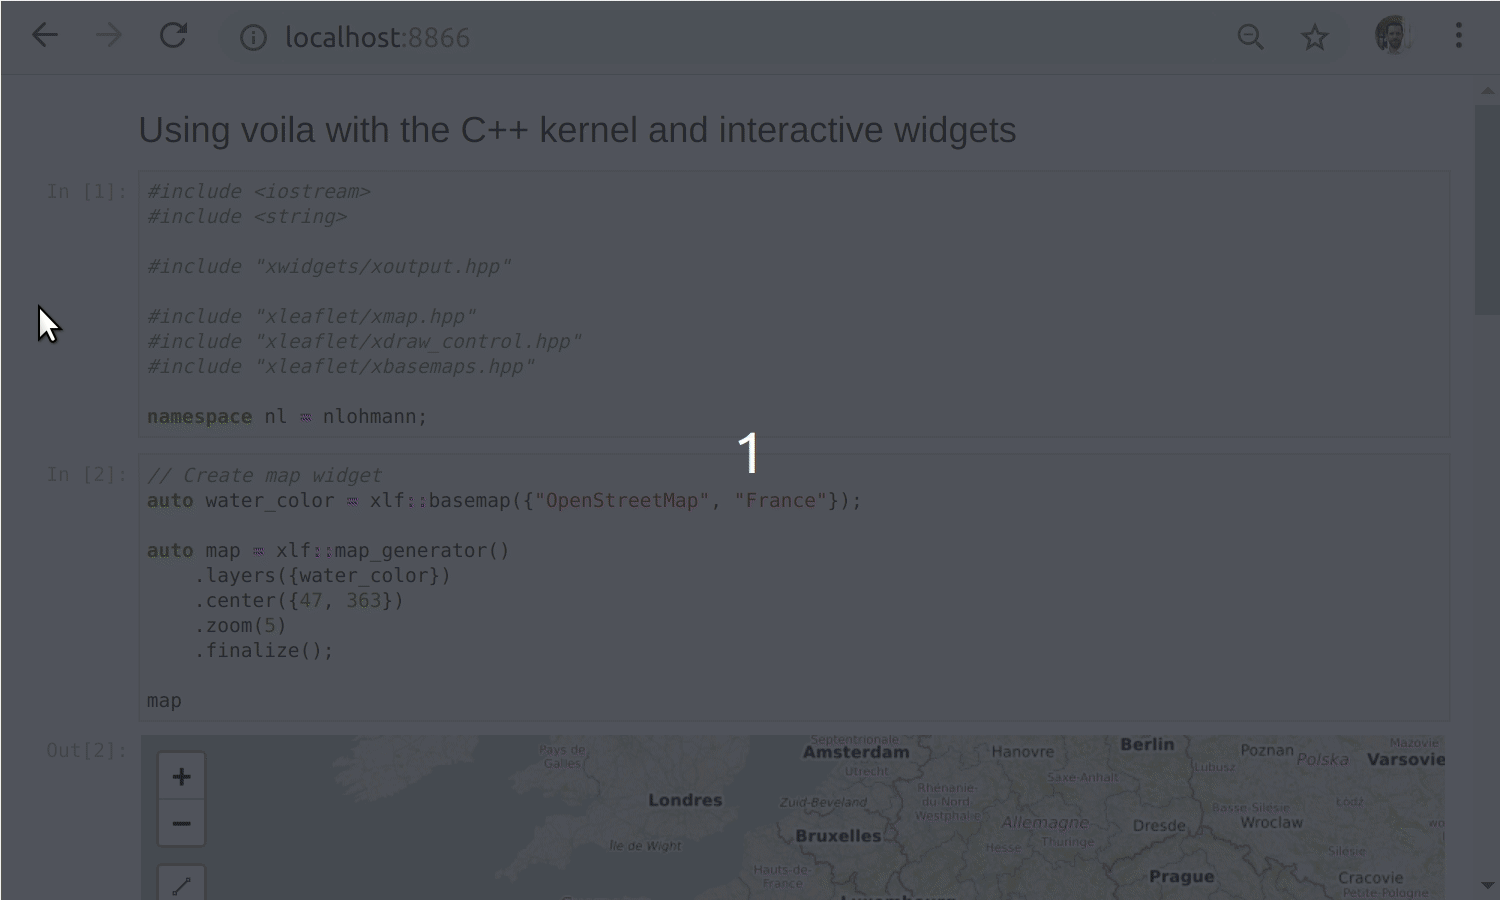 localhost:8866
Using voila with the C++ kernel and interactive widgets
In [1]:
#include <iostream>
#include <string>
#include "xwidgets/xoutput.hpp"
#include "xleaflet/xmap.hpp"
#include "xleaflet/xdraw_control.hpp"
#include "xleaflet/xbasemaps.hpp"
namespace nl = nlohmann;
1
In [2]:
// Create map widget
auto water_color = xlf::basemap({"OpenStreetMap", "France"});
auto map = xlf::map_generator()
    .layers({water_color})
    .center({47, 363})
    .zoom(5)
    .finalize();
map
Out[2]:
+
−
Septentrionale
Amsterdam
Utrecht
Pays de
Galles
Hanovre
Berlin
Poznan
Polska
Mazovie
Varsovie
Lubusz
Saxe-Anhalt
Londres
Zuid-Beveland
Rhénanie-
du Nord-
Westphalie
Allemagne
Dresde
Basse Silésie
Wroclaw
Łódź
Bruxelles
Île de Wight
Hesse
Thuringe
Silésie
Hauts-de-
France
Prague
Cracovie
Petite Pologne